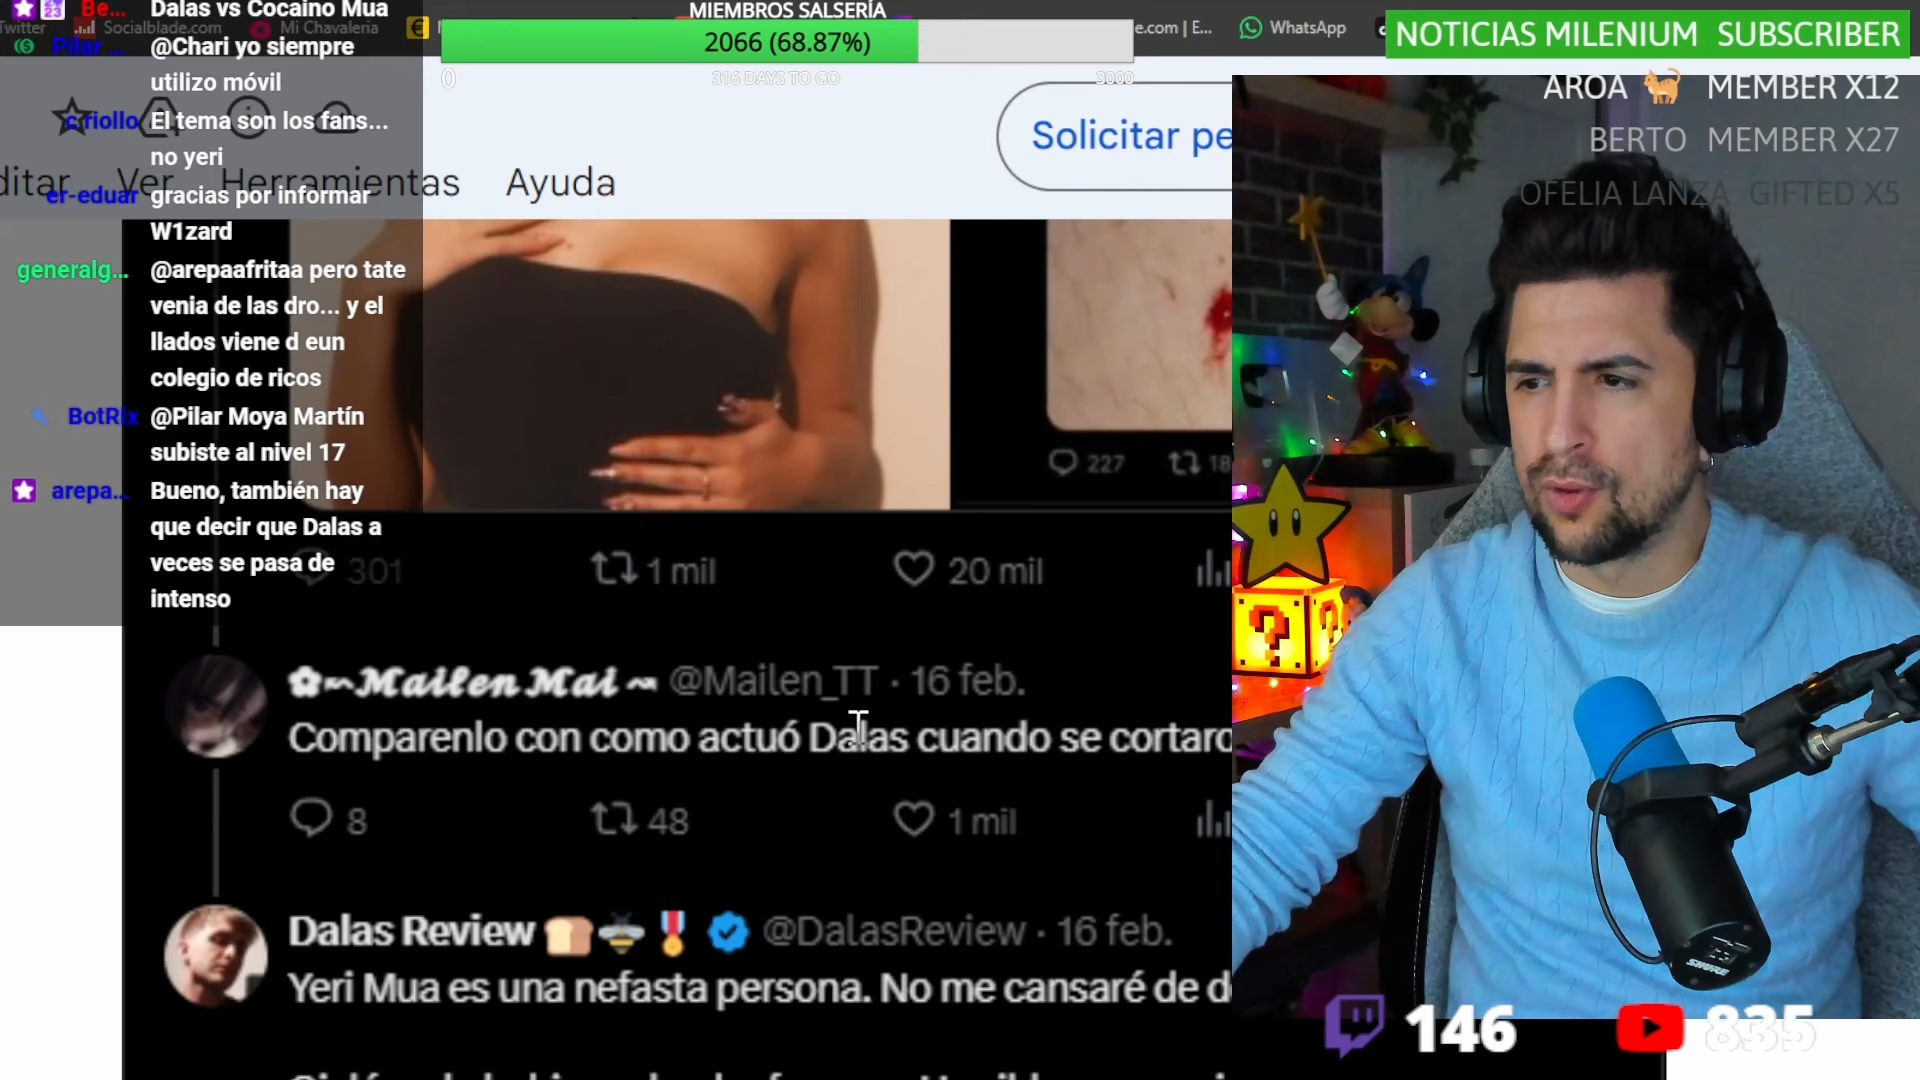 Twitter
Socialblade.com
Mi Chavaleria
e.com | E...
WhatsApp
MIEMBROS SALSERÍA
2066 (68.87%)
0
316 DAYS TO GO
3000
NOTICIAS MILENIUM SUBSCRIBER
AROA MEMBER X12
BERTO MEMBER X27
OFELIA LANZA GIFTED X5
Be... Dalas vs Cocaino Mua
Pilar ... @Chari yo siempre
utilizo móvil
criollo El tema son los fans...
no yeri
er-eduar gracias por informar
W1zard
generalg... @arepaafritaa pero tate
venia de las dro... y el
llados viene d eun
colegio de ricos
BotRix @Pilar Moya Martín
subiste al nivel 17
arepa... Bueno, también hay
que decir que Dalas a
veces se pasa de
intenso
ditar Ver Herramientas Ayuda
Solicitar pe
227 18
301 1 mil 20 mil
Mailen Mai @Mailen_TT · 16 feb.
Comparenlo con como actuó Dalas cuando se cortaro
8 48 1 mil
Dalas Review @DalasReview · 16 feb.
Yeri Mua es una nefasta persona. No me cansaré de d
SHURE
146
835